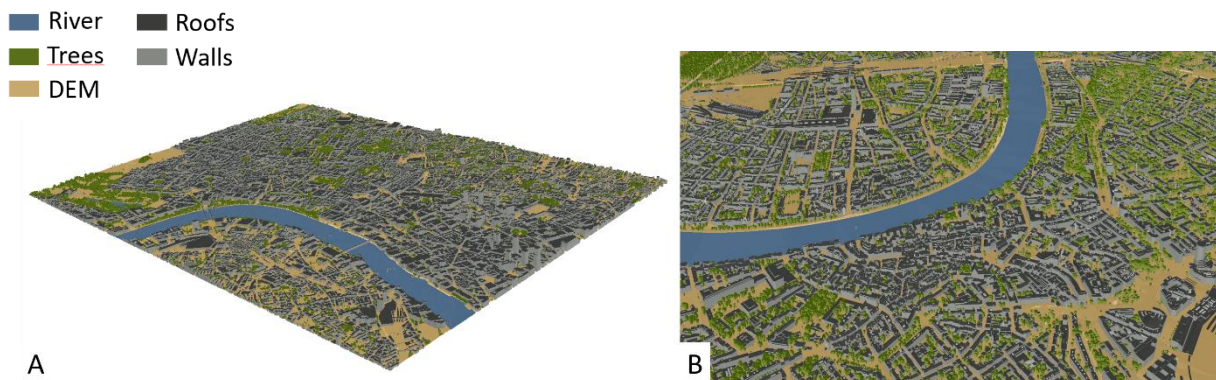 River
Roofs
Trees
Walls
DEM
A
B